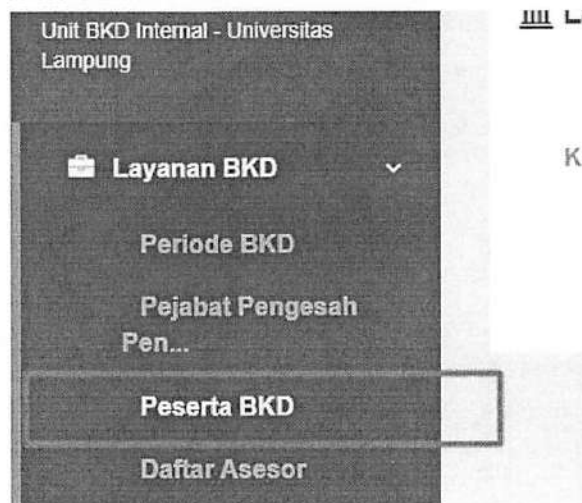 Unit BKD Internal - Universitas
Lampung
Layanan BKD
K
Periode BKD
Pejabat Pengesah
Pen...
Peserta BKD
Daftar Asesor